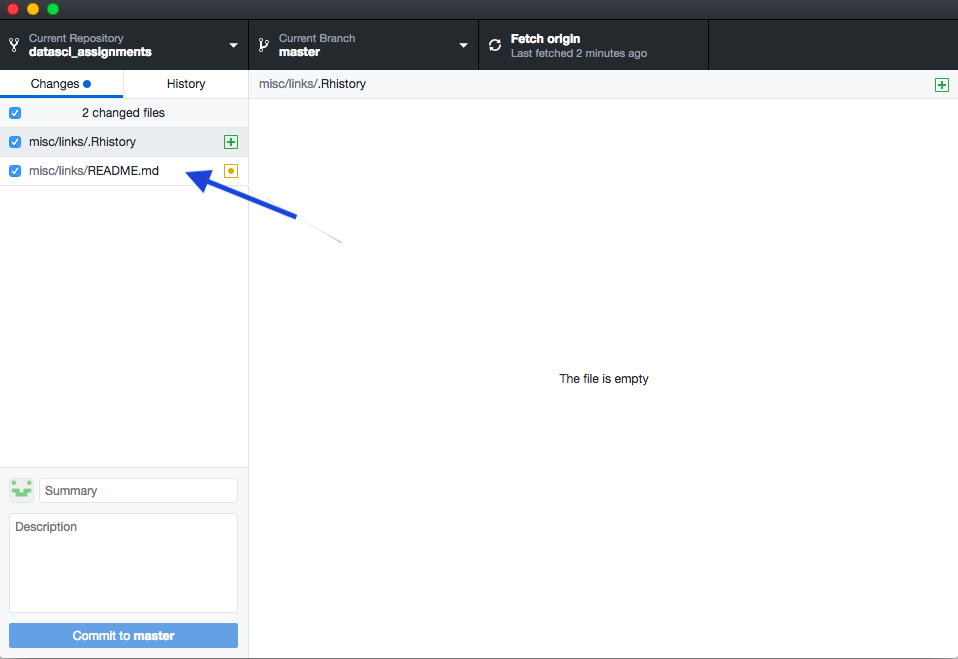 Current Repository
datasci_assignments
Current Branch
master
Fetch origin
Last fetched 2 minutes ago
Changes
History
misc/links/.Rhistory
2 changed files
misc/links/.Rhistory
misc/links/README.md
The file is empty
Summary
Description
Commit to master